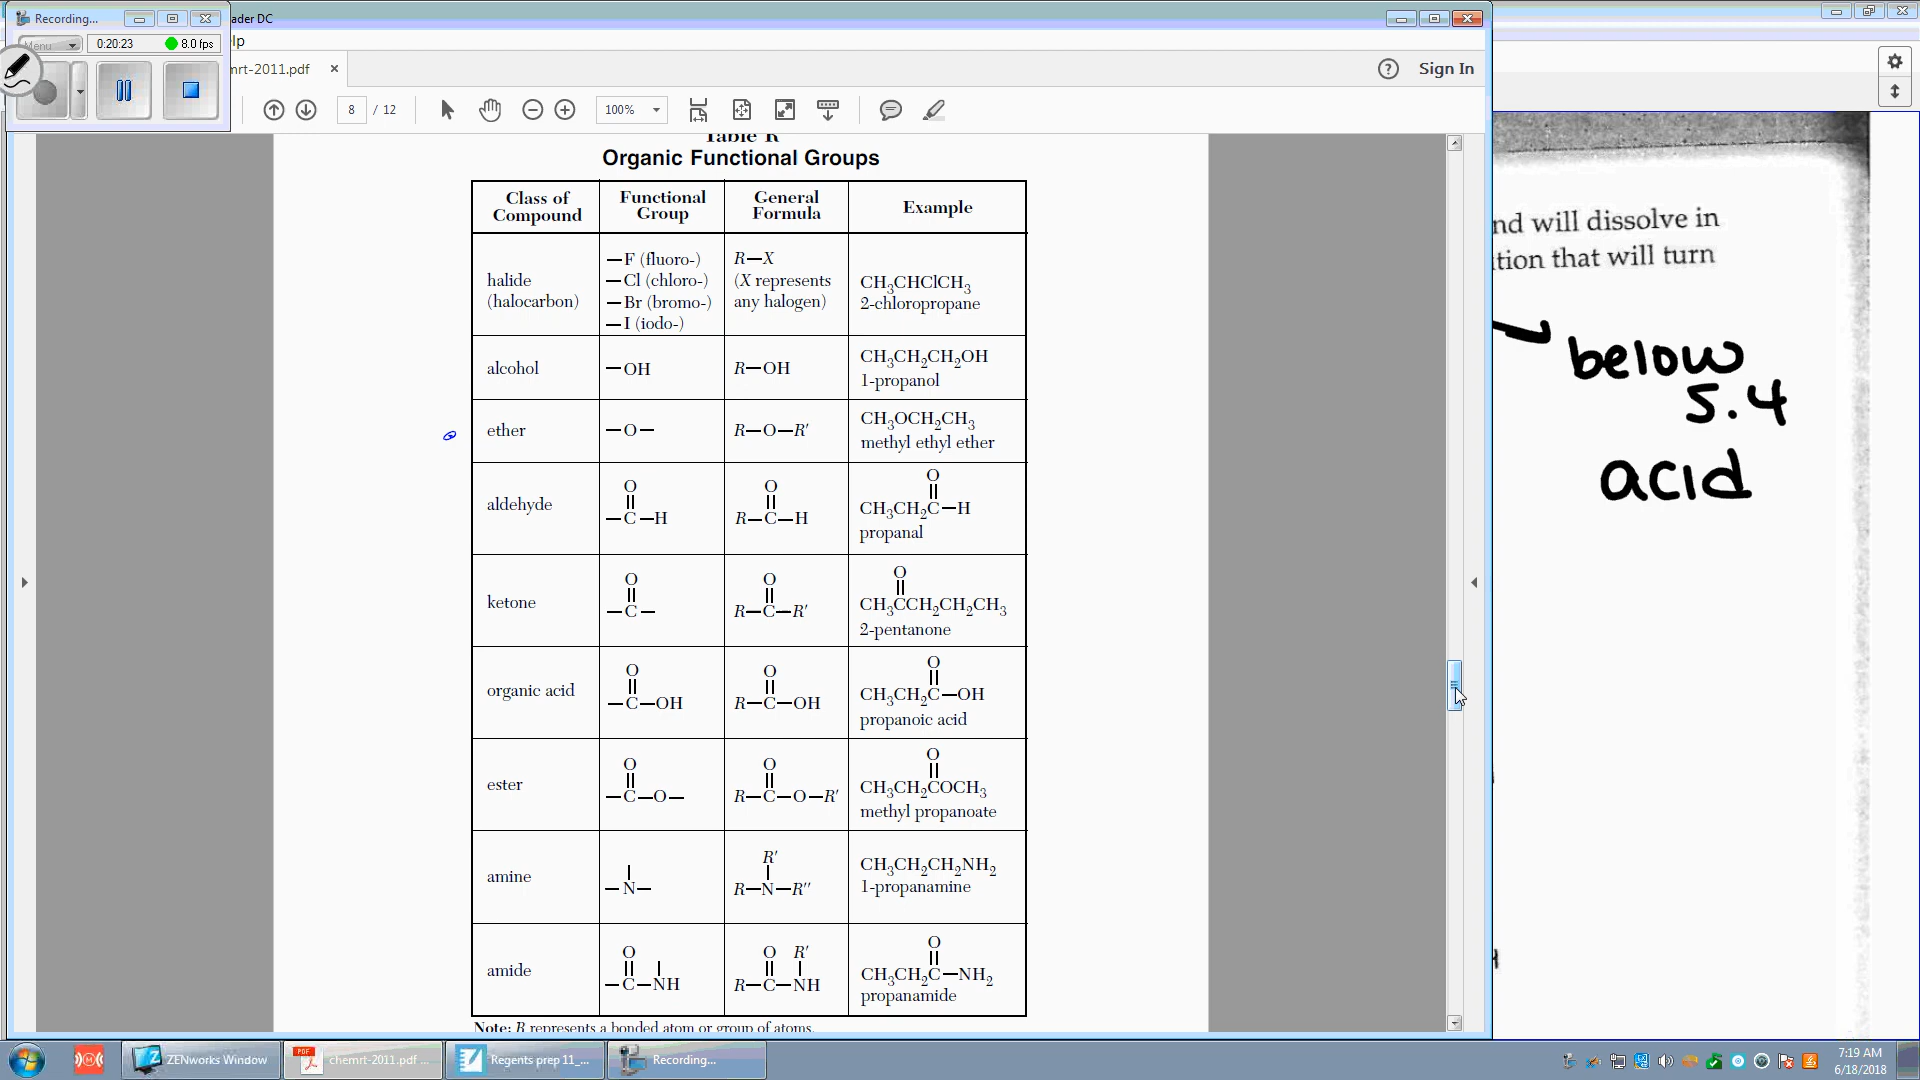 Recording...
ader DC
Menu
0:20:23
8.0 fps
lp
mrt-2011.pdf
Sign In
8 / 12
100%
Table R
Organic Functional Groups
Class of Compound
Functional Group
General Formula
Example
halide (halocarbon)
—F (fluoro-)
—Cl (chloro-)
—Br (bromo-)
—I (iodo-)
R—X
(X represents any halogen)
CH₃CHClCH₃
2-chloropropane
alcohol
—OH
R—OH
CH₃CH₂CH₂OH
1-propanol
ether
—O—
R—O—R′
CH₃OCH₂CH₃
methyl ethyl ether
aldehyde
O
||
—C—H
O
||
R—C—H
O
||
CH₃CH₂C—H
propanal
ketone
O
||
—C—
O
||
R—C—R′
O
||
CH₃CCH₂CH₂CH₃
2-pentanone
organic acid
O
||
—C—OH
O
||
R—C—OH
O
||
CH₃CH₂C—OH
propanoic acid
ester
O
||
—C—O—
O
||
R—C—O—R′
O
||
CH₃CH₂COCH₃
methyl propanoate
amine
|
—N—
R′
|
R—N—R″
CH₃CH₂CH₂NH₂
1-propanamine
amide
O |
||
—C—NH
O R′
|| |
R—C—NH
O
||
CH₃CH₂C—NH₂
propanamide
Note: R represents a bonded atom or group of atoms.
nd will dissolve in
tion that will turn
below
5.4
acid
ZENworks Window
chemrt-2011.pdf ...
Regents prep 11_...
Recording...
7:19 AM
6/18/2018